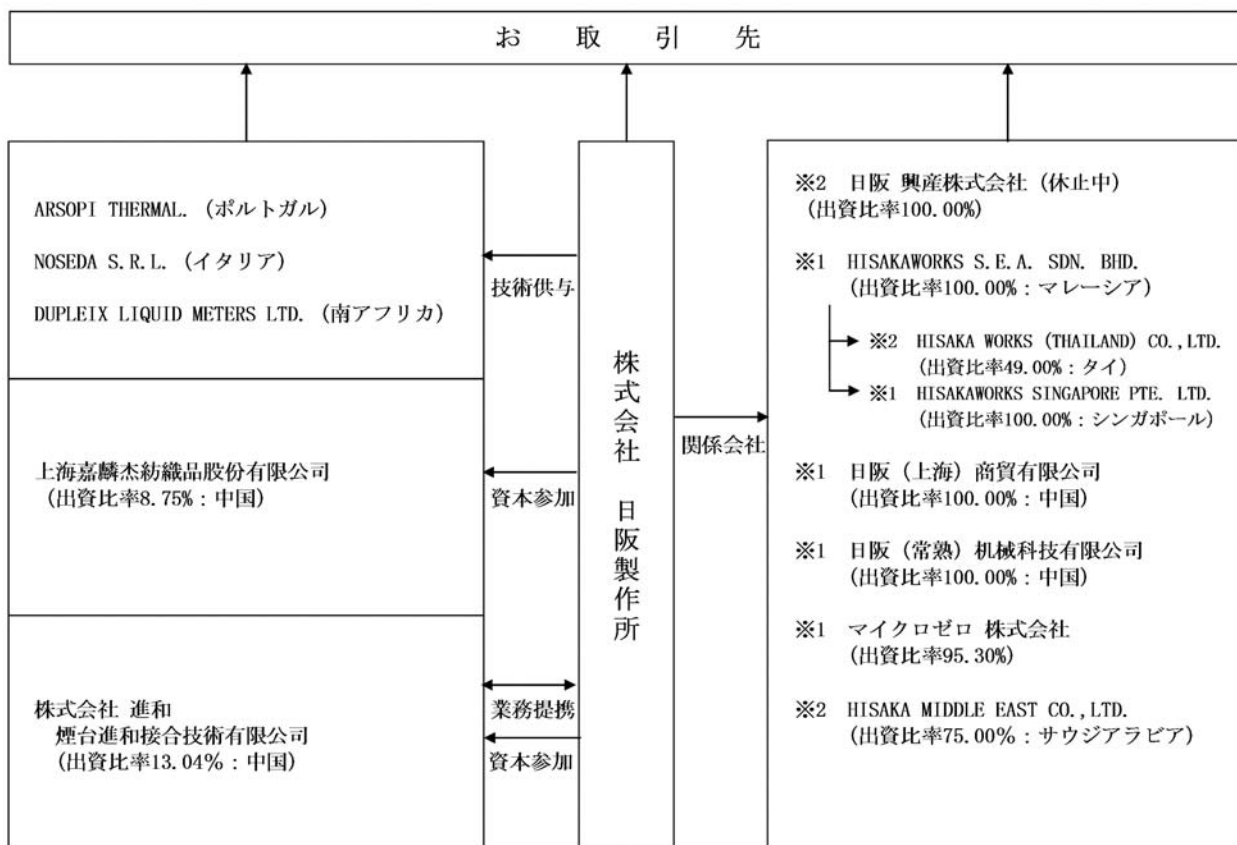 お取引先
ARSOPI THERMAL. (ポルトガル)
NOSEDA S.R.L. (イタリア)
DUPLEIX LIQUID METERS LTD. (南アフリカ)
技術供与
上海嘉麟杰紡織品股份有限公司
(出資比率8.75%：中国)
資本参加
株式会社 進和
煙台進和接合技術有限公司
(出資比率13.04%：中国)
業務提携
資本参加
株式会社 日阪製作所
関係会社
※2 日阪 興産株式会社 (休止中)
(出資比率100.00%)
※1 HISAKAWORKS S.E.A. SDN. BHD.
(出資比率100.00%：マレーシア)
※2 HISAKA WORKS (THAILAND) CO.,LTD.
(出資比率49.00%：タイ)
※1 HISAKAWORKS SINGAPORE PTE. LTD.
(出資比率100.00%：シンガポール)
※1 日阪 (上海) 商貿有限公司
(出資比率100.00%：中国)
※1 日阪 (常熟) 机械科技有限公司
(出資比率100.00%：中国)
※1 マイクロゼロ 株式会社
(出資比率95.30%)
※2 HISAKA MIDDLE EAST CO.,LTD.
(出資比率75.00%：サウジアラビア)